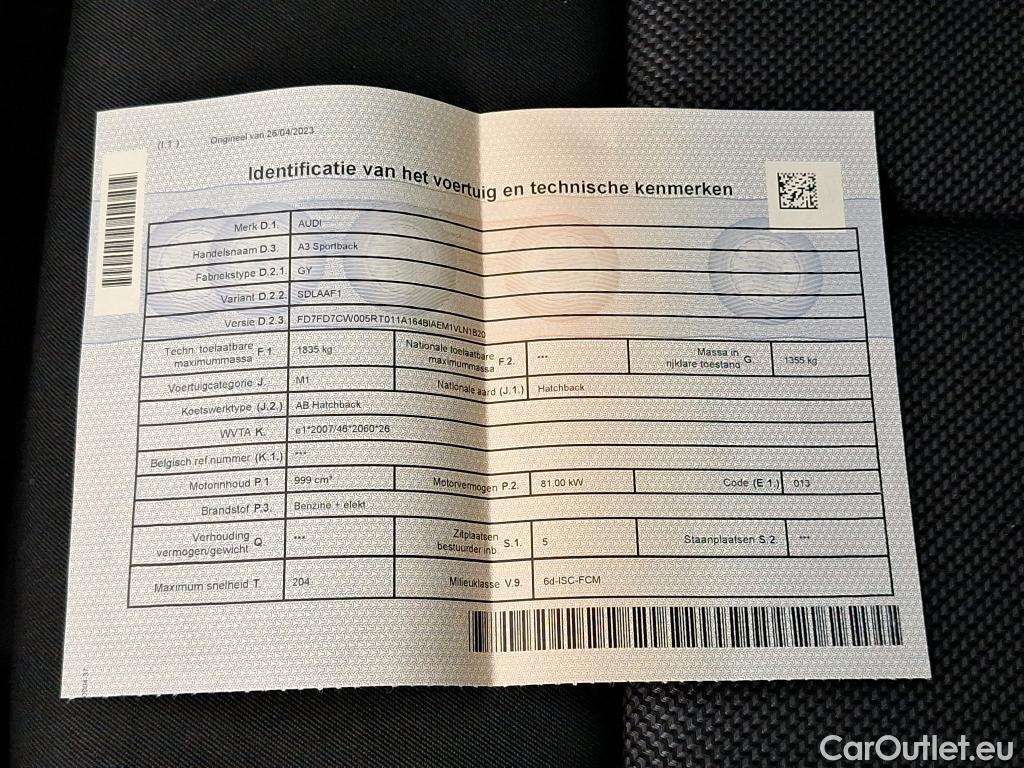 (I.1.) Origineel van 26/04/2023
Identificatie van het voertuig en technische kenmerken
Merk D.1. AUDI
Handelsnaam D.3. A3 Sportback
Fabriekstype D.2.1. GY
Variant D.2.2. SDLAAF1
Versie D.2.3. FD7FD7CW005RT011A164BIAEM1VLN1B20
Techn. toelaatbare maximummassa F.1. 1835 kg Nationale toelaatbare maximummassa F.2. *** Massa in rijklare toestand G. 1355 kg
Voertuigcategorie J. M1 Nationale aard (J.1.) Hatchback
Koetswerktype (J.2.) AB Hatchback
WVTA K. e1*2007/46*2060*26
Belgisch ref.nummer (K.1.) ***
Motorinhoud P.1. 999 cm³ Motorvermogen P.2. 81,00 kW Code (E.1.) 013
Brandstof P.3. Benzine + elekt
Verhouding vermogen/gewicht Q. *** Zitplaatsen bestuurder inb. S.1. 5 Staanplaatsen S.2. ***
Maximum snelheid T. 204 Milieuklasse V.9. 6d-ISC-FCM
CarOutlet.eu